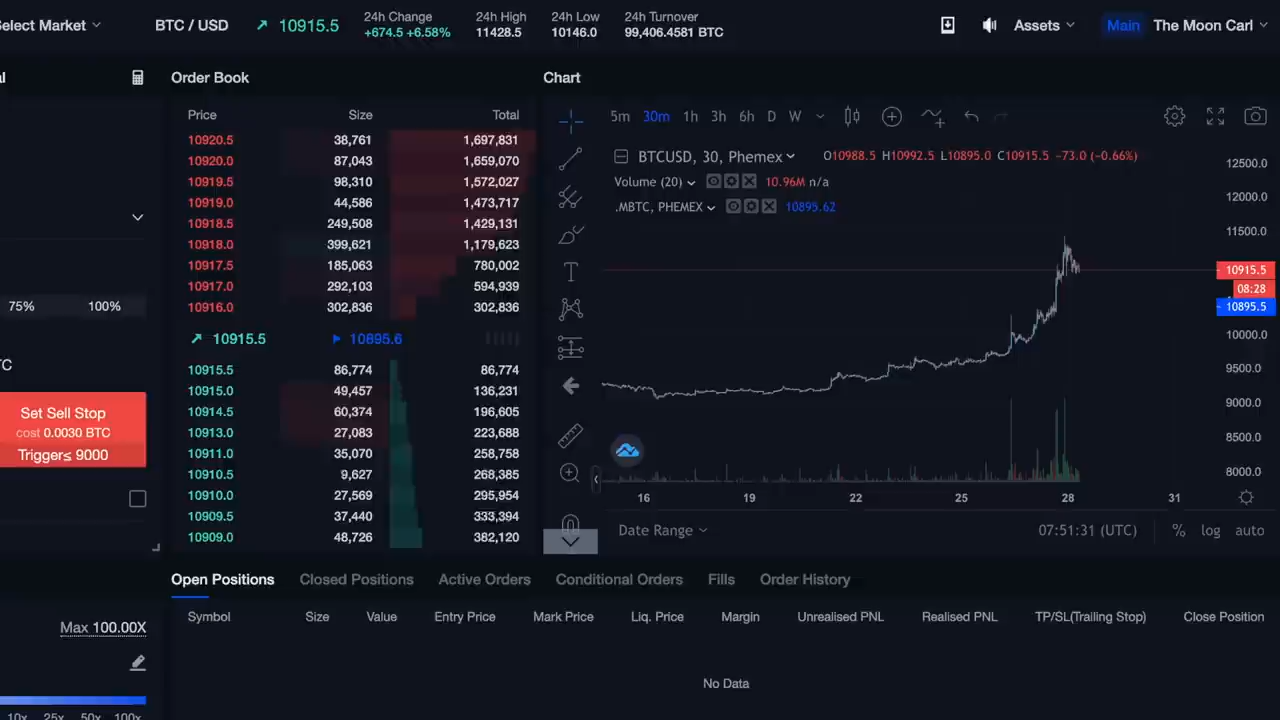 Select Market
BTC / USD
10915.5
24h Change
+674.5 +6.58%
24h High
11428.5
24h Low
10146.0
24h Turnover
99,406.4581 BTC
Assets
Main
The Moon Carl
Order Book
Chart
Price Size Total
10920.5 38,761 1,697,831
10920.0 87,043 1,659,070
10919.5 98,310 1,572,027
10919.0 44,586 1,473,717
10918.5 249,508 1,429,131
10918.0 399,621 1,179,623
10917.5 185,063 780,002
10917.0 292,103 594,939
10916.0 302,836 302,836
10915.5 10895.6
10915.5 86,774 86,774
10915.0 49,457 136,231
10914.5 60,374 196,605
10913.0 27,083 223,688
10911.0 35,070 258,758
10910.5 9,627 268,385
10910.0 27,569 295,954
10909.5 37,440 333,394
10909.0 48,726 382,120
75% 100%
Set Sell Stop
cost 0.0030 BTC
Trigger≤ 9000
Max 100.00X
10x 25x 50x 100x
5m 30m 1h 3h 6h D W
BTCUSD, 30, Phemex O10988.5 H10992.5 L10895.0 C10915.5 −73.0 (−0.66%)
Volume (20) 10.96M n/a
.MBTC, PHEMEX 10895.62
12500.0
12000.0
11500.0
10915.5
08:28
10895.5
10000.0
9500.0
9000.0
8500.0
8000.0
16 19 22 25 28 31
Date Range 07:51:31 (UTC) % log auto
Open Positions Closed Positions Active Orders Conditional Orders Fills Order History
Symbol Size Value Entry Price Mark Price Liq. Price Margin Unrealised PNL Realised PNL TP/SL(Trailing Stop) Close Position
No Data